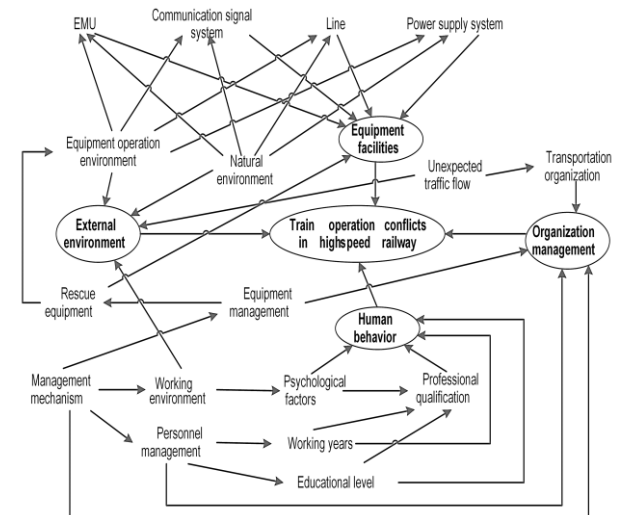 EMU
Communication signal
system
Line
Power supply system
Equipment
facilities
Equipment operation
environment
Natural
environment
Unexpected
traffic flow
Transportation
organization
External
environment
Train operation conflicts
in highspeed railway
Organization
management
Rescue
equipment
Equipment
management
Human
behavior
Management
mechanism
Working
environment
Psychological
factors
Professional
qualification
Personnel
management
Working years
Educational level